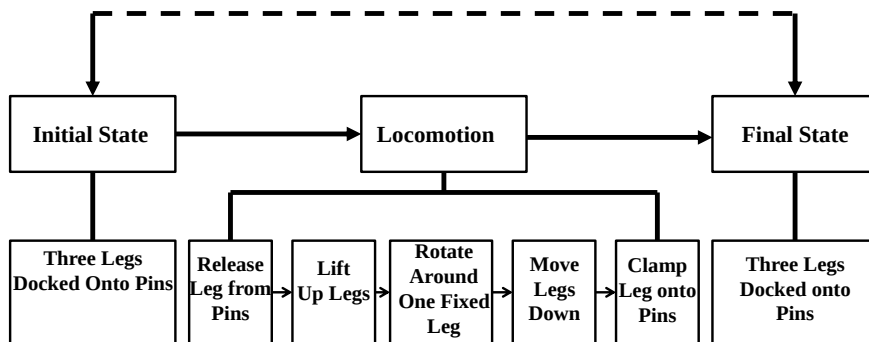 Initial State
Locomotion
Final State
Three Legs
Docked Onto Pins
Release
Leg from
Pins
Lift
Up Legs
Rotate
Around
One Fixed
Leg
Move
Legs
Down
Clamp
Leg onto
Pins
Three Legs
Docked onto
Pins